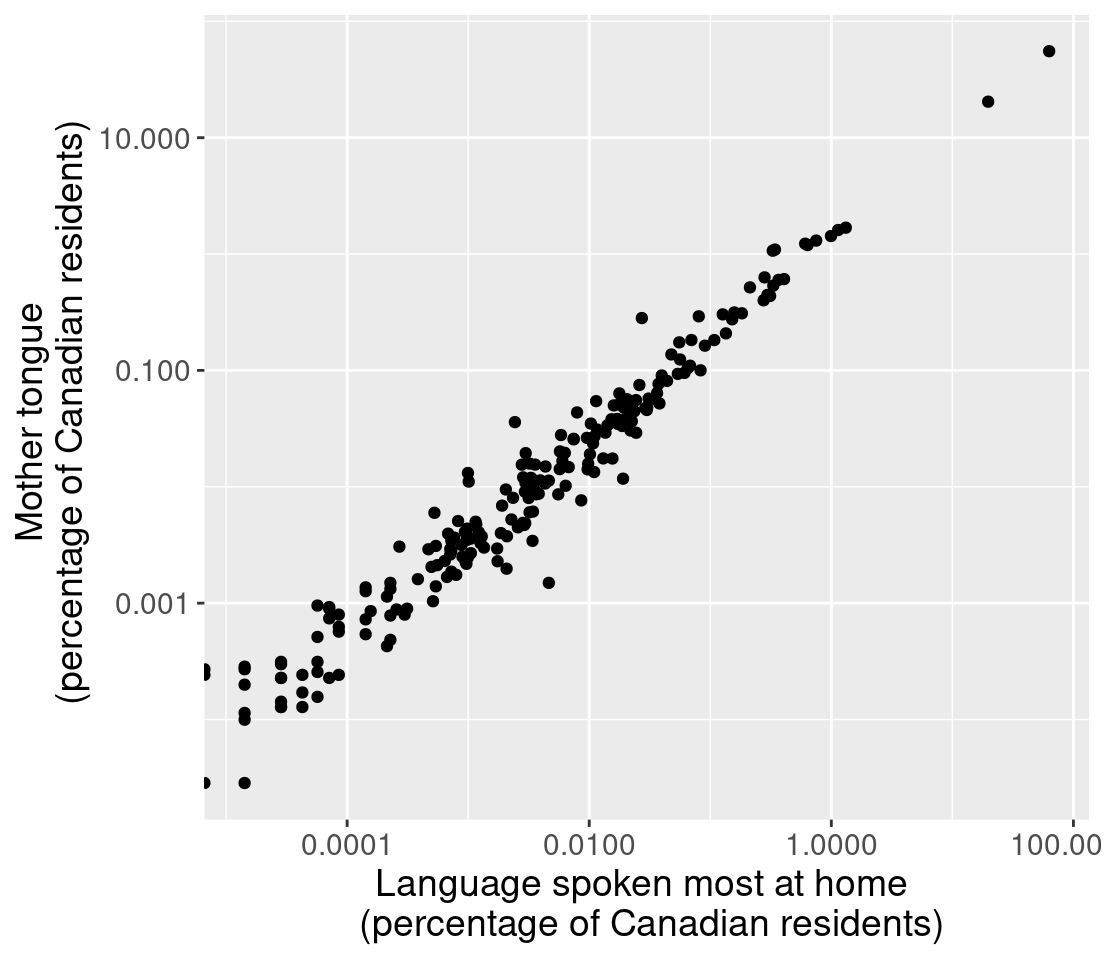 Mother tongue
(percentage of Canadian residents)
10.000
0.100
0.001
0.0001 0.0100 1.0000 100.00
Language spoken most at home
(percentage of Canadian residents)